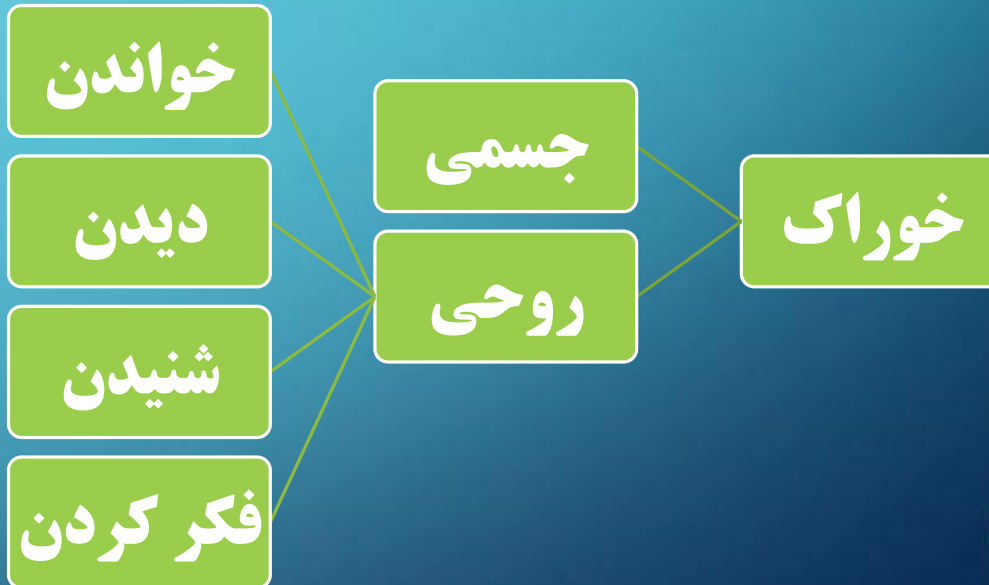 خوراک
جسمی
روحی
خواندن
دیدن
شنیدن
فکر کردن